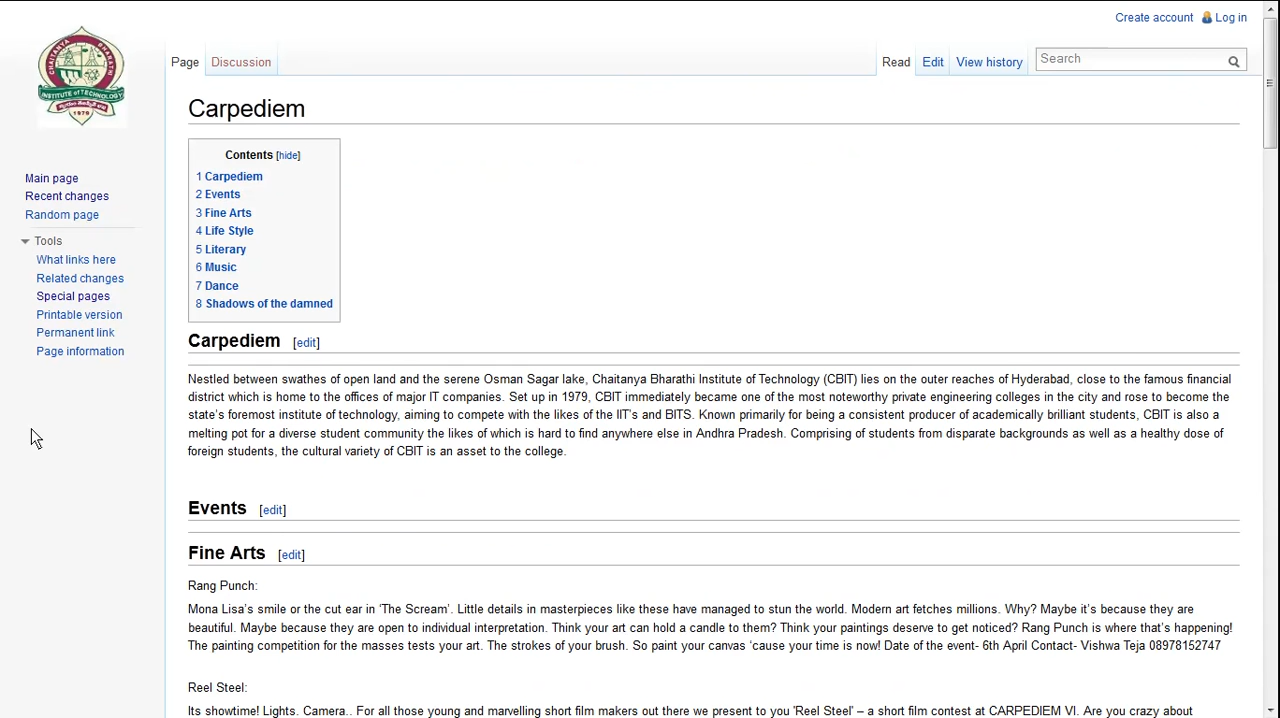 Create account Log in
CHAITANYA BHARATHI
INSTITUTE of TECHNOLOGY
1979
Page Discussion Read Edit View history Search
Carpediem
Contents [hide]
1 Carpediem
2 Events
3 Fine Arts
4 Life Style
5 Literary
6 Music
7 Dance
8 Shadows of the damned
Main page
Recent changes
Random page
Tools
What links here
Related changes
Special pages
Printable version
Permanent link
Page information
Carpediem [edit]
Nestled between swathes of open land and the serene Osman Sagar lake, Chaitanya Bharathi Institute of Technology (CBIT) lies on the outer reaches of Hyderabad, close to the famous financial
district which is home to the offices of major IT companies. Set up in 1979, CBIT immediately became one of the most noteworthy private engineering colleges in the city and rose to become the
state's foremost institute of technology, aiming to compete with the likes of the IIT's and BITS. Known primarily for being a consistent producer of academically brilliant students, CBIT is also a
melting pot for a diverse student community the likes of which is hard to find anywhere else in Andhra Pradesh. Comprising of students from disparate backgrounds as well as a healthy dose of
foreign students, the cultural variety of CBIT is an asset to the college.
Events [edit]
Fine Arts [edit]
Rang Punch:
Mona Lisa's smile or the cut ear in 'The Scream'. Little details in masterpieces like these have managed to stun the world. Modern art fetches millions. Why? Maybe it's because they are
beautiful. Maybe because they are open to individual interpretation. Think your art can hold a candle to them? Think your paintings deserve to get noticed? Rang Punch is where that's happening!
The painting competition for the masses tests your art. The strokes of your brush. So paint your canvas 'cause your time is now! Date of the event- 6th April Contact- Vishwa Teja 08978152747
Reel Steel:
Its showtime! Lights. Camera.. For all those young and marvelling short film makers out there we present to you 'Reel Steel' – a short film contest at CARPEDIEM VI. Are you crazy about